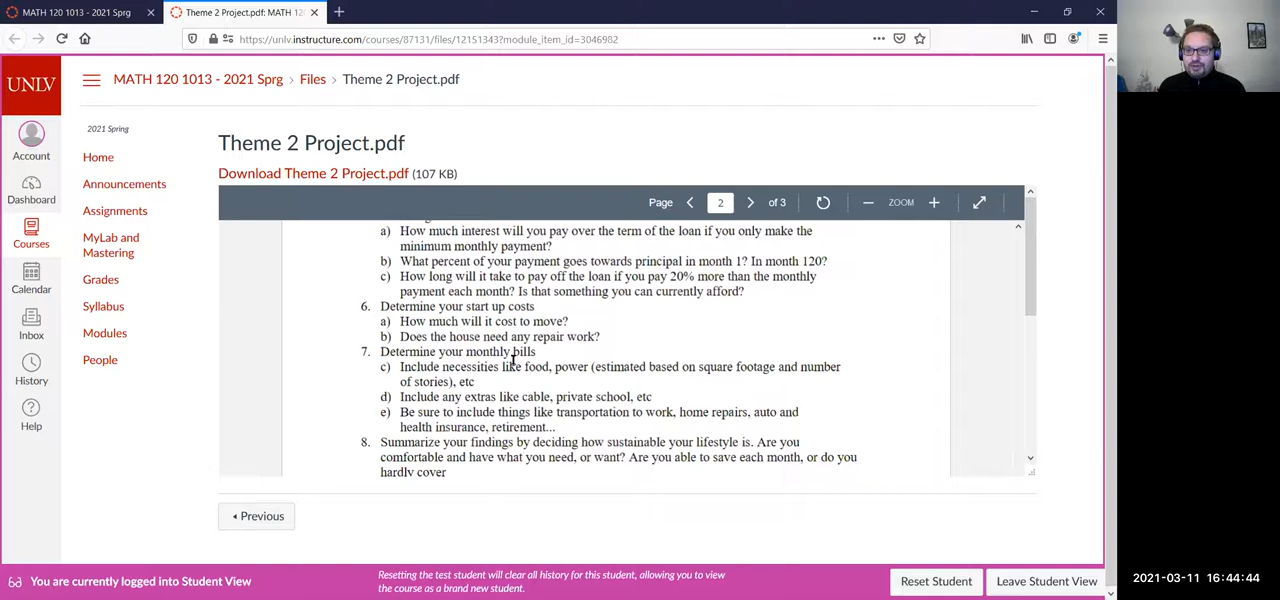 MATH 120 1013 - 2021 Sprg
Theme 2 Project.pdf: MATH 12
https://unlv.instructure.com/courses/87131/files/12151343?module_item_id=3046982
UNLV
MATH 120 1013 - 2021 Sprg › Files › Theme 2 Project.pdf
Account
Dashboard
Courses
Calendar
Inbox
History
Help
2021 Spring
Home
Announcements
Assignments
MyLab and
Mastering
Grades
Syllabus
Modules
People
Theme 2 Project.pdf
Download Theme 2 Project.pdf (107 KB)
Page 2 of 3 ZOOM
a) How much interest will you pay over the term of the loan if you only make the
minimum monthly payment?
b) What percent of your payment goes towards principal in month 1? In month 120?
c) How long will it take to pay off the loan if you pay 20% more than the monthly
payment each month? Is that something you can currently afford?
6. Determine your start up costs
a) How much will it cost to move?
b) Does the house need any repair work?
7. Determine your monthly bills
c) Include necessities like food, power (estimated based on square footage and number
of stories), etc
d) Include any extras like cable, private school, etc
e) Be sure to include things like transportation to work, home repairs, auto and
health insurance, retirement...
8. Summarize your findings by deciding how sustainable your lifestyle is. Are you
comfortable and have what you need, or want? Are you able to save each month, or do you
hardly cover
Previous
You are currently logged into Student View
Resetting the test student will clear all history for this student, allowing you to view
the course as a brand new student.
Reset Student
Leave Student View
2021-03-11 16:44:44